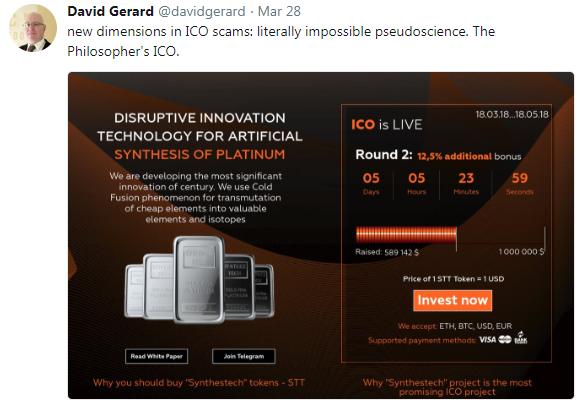 David Gerard @davidgerard · Mar 28
new dimensions in ICO scams: literally impossible pseudoscience. The
Philosopher's ICO.
DISRUPTIVE INNOVATION
TECHNOLOGY FOR ARTIFICIAL
SYNTHESIS OF PLATINUM
We are developing the most significant
innovation of century. We use Cold
Fusion phenomenon for transmutation
of cheap elements into valuable
elements and isotopes
Read White Paper
Join Telegram
Why you should buy "Synthestech" tokens - STT
18.03.18...18.05.18
ICO is LIVE
Round 2: 12,5% additional bonus
05 05 23 59
Days Hours Minutes Seconds
Raised: 589 142 $
1 000 000 $
Price of 1 STT Token = 1 USD
Invest now
We accept: ETH, BTC, USD, EUR
Supported payment methods: VISA BANK
Why "Synthestech" project is the most
promising ICO project